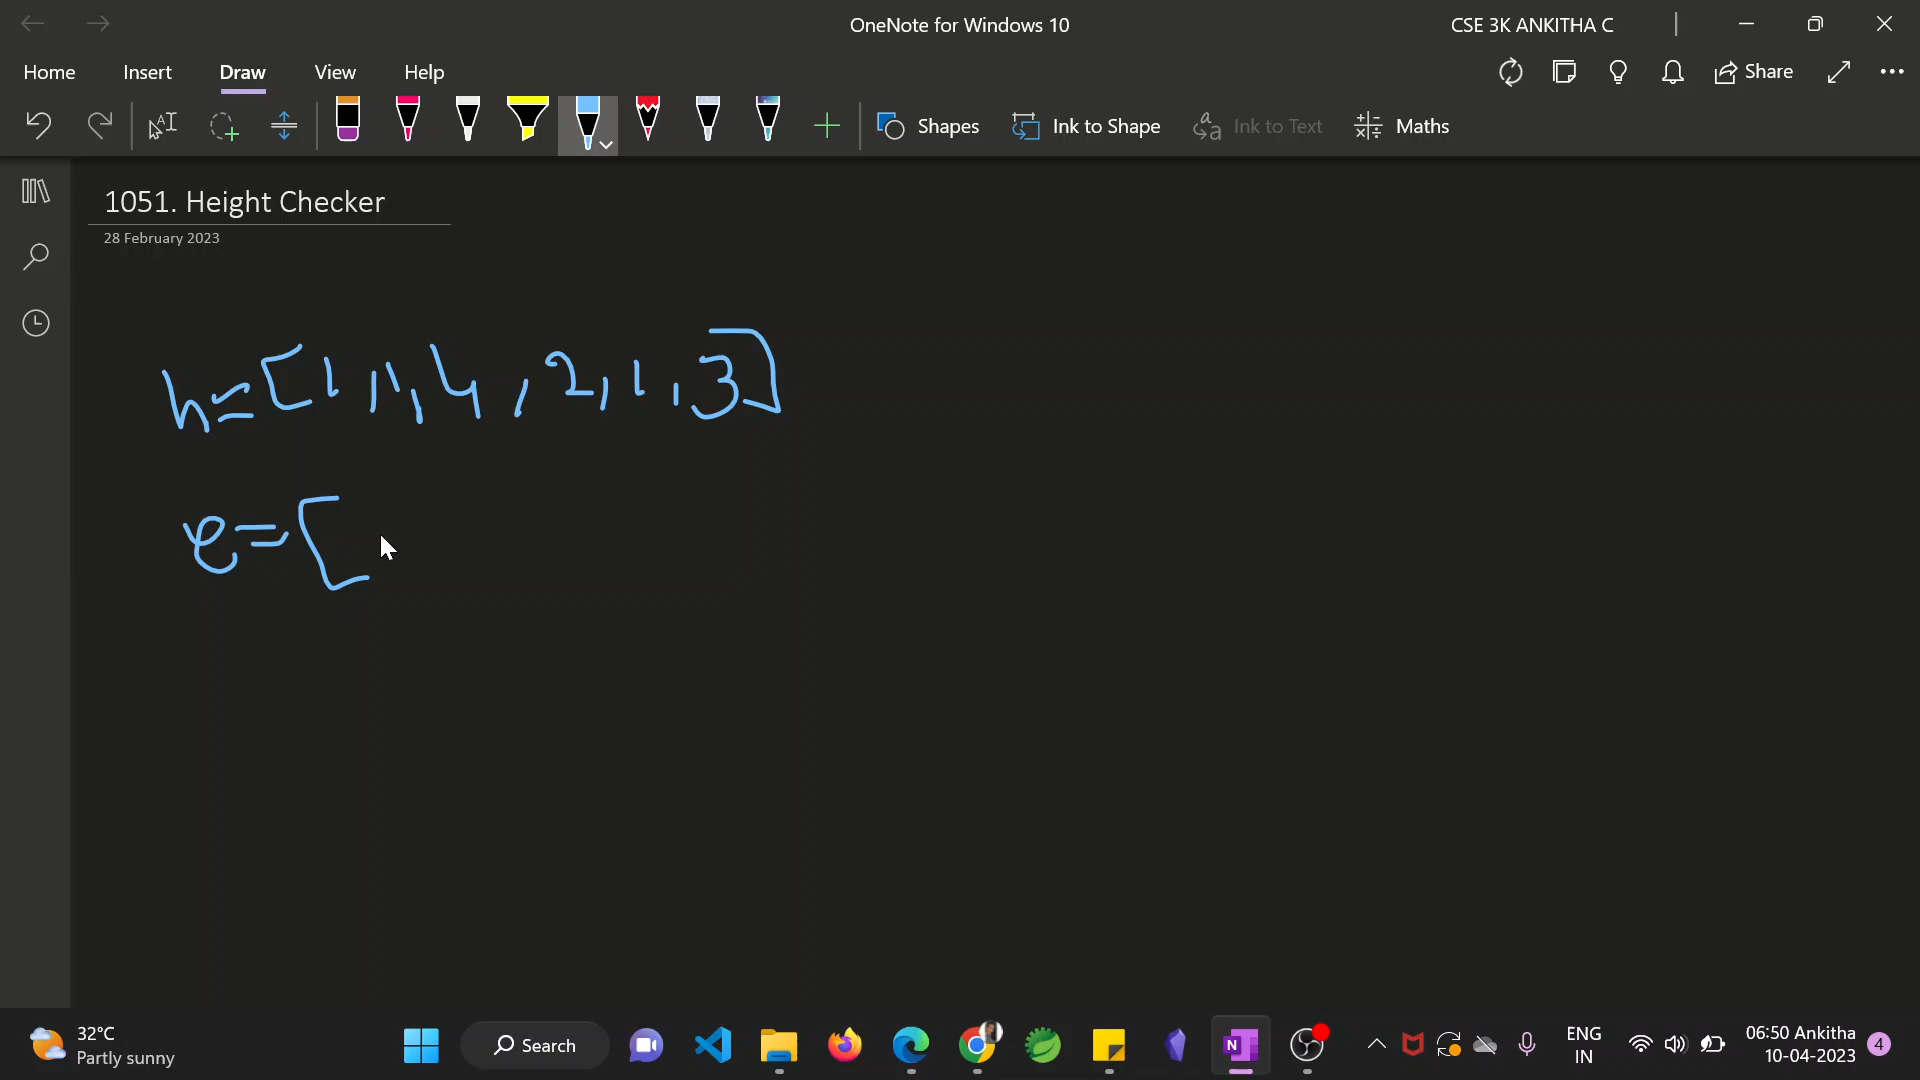 OneNote for Windows 10
CSE 3K ANKITHA C
Home Insert Draw View Help
Share
Shapes Ink to Shape Ink to Text Maths
1051. Height Checker
28 February 2023
h=[1,1,4,2,1,3]
e=[
32°C
Partly sunny
Search
ENG
IN
06:50 Ankitha
10-04-2023
4